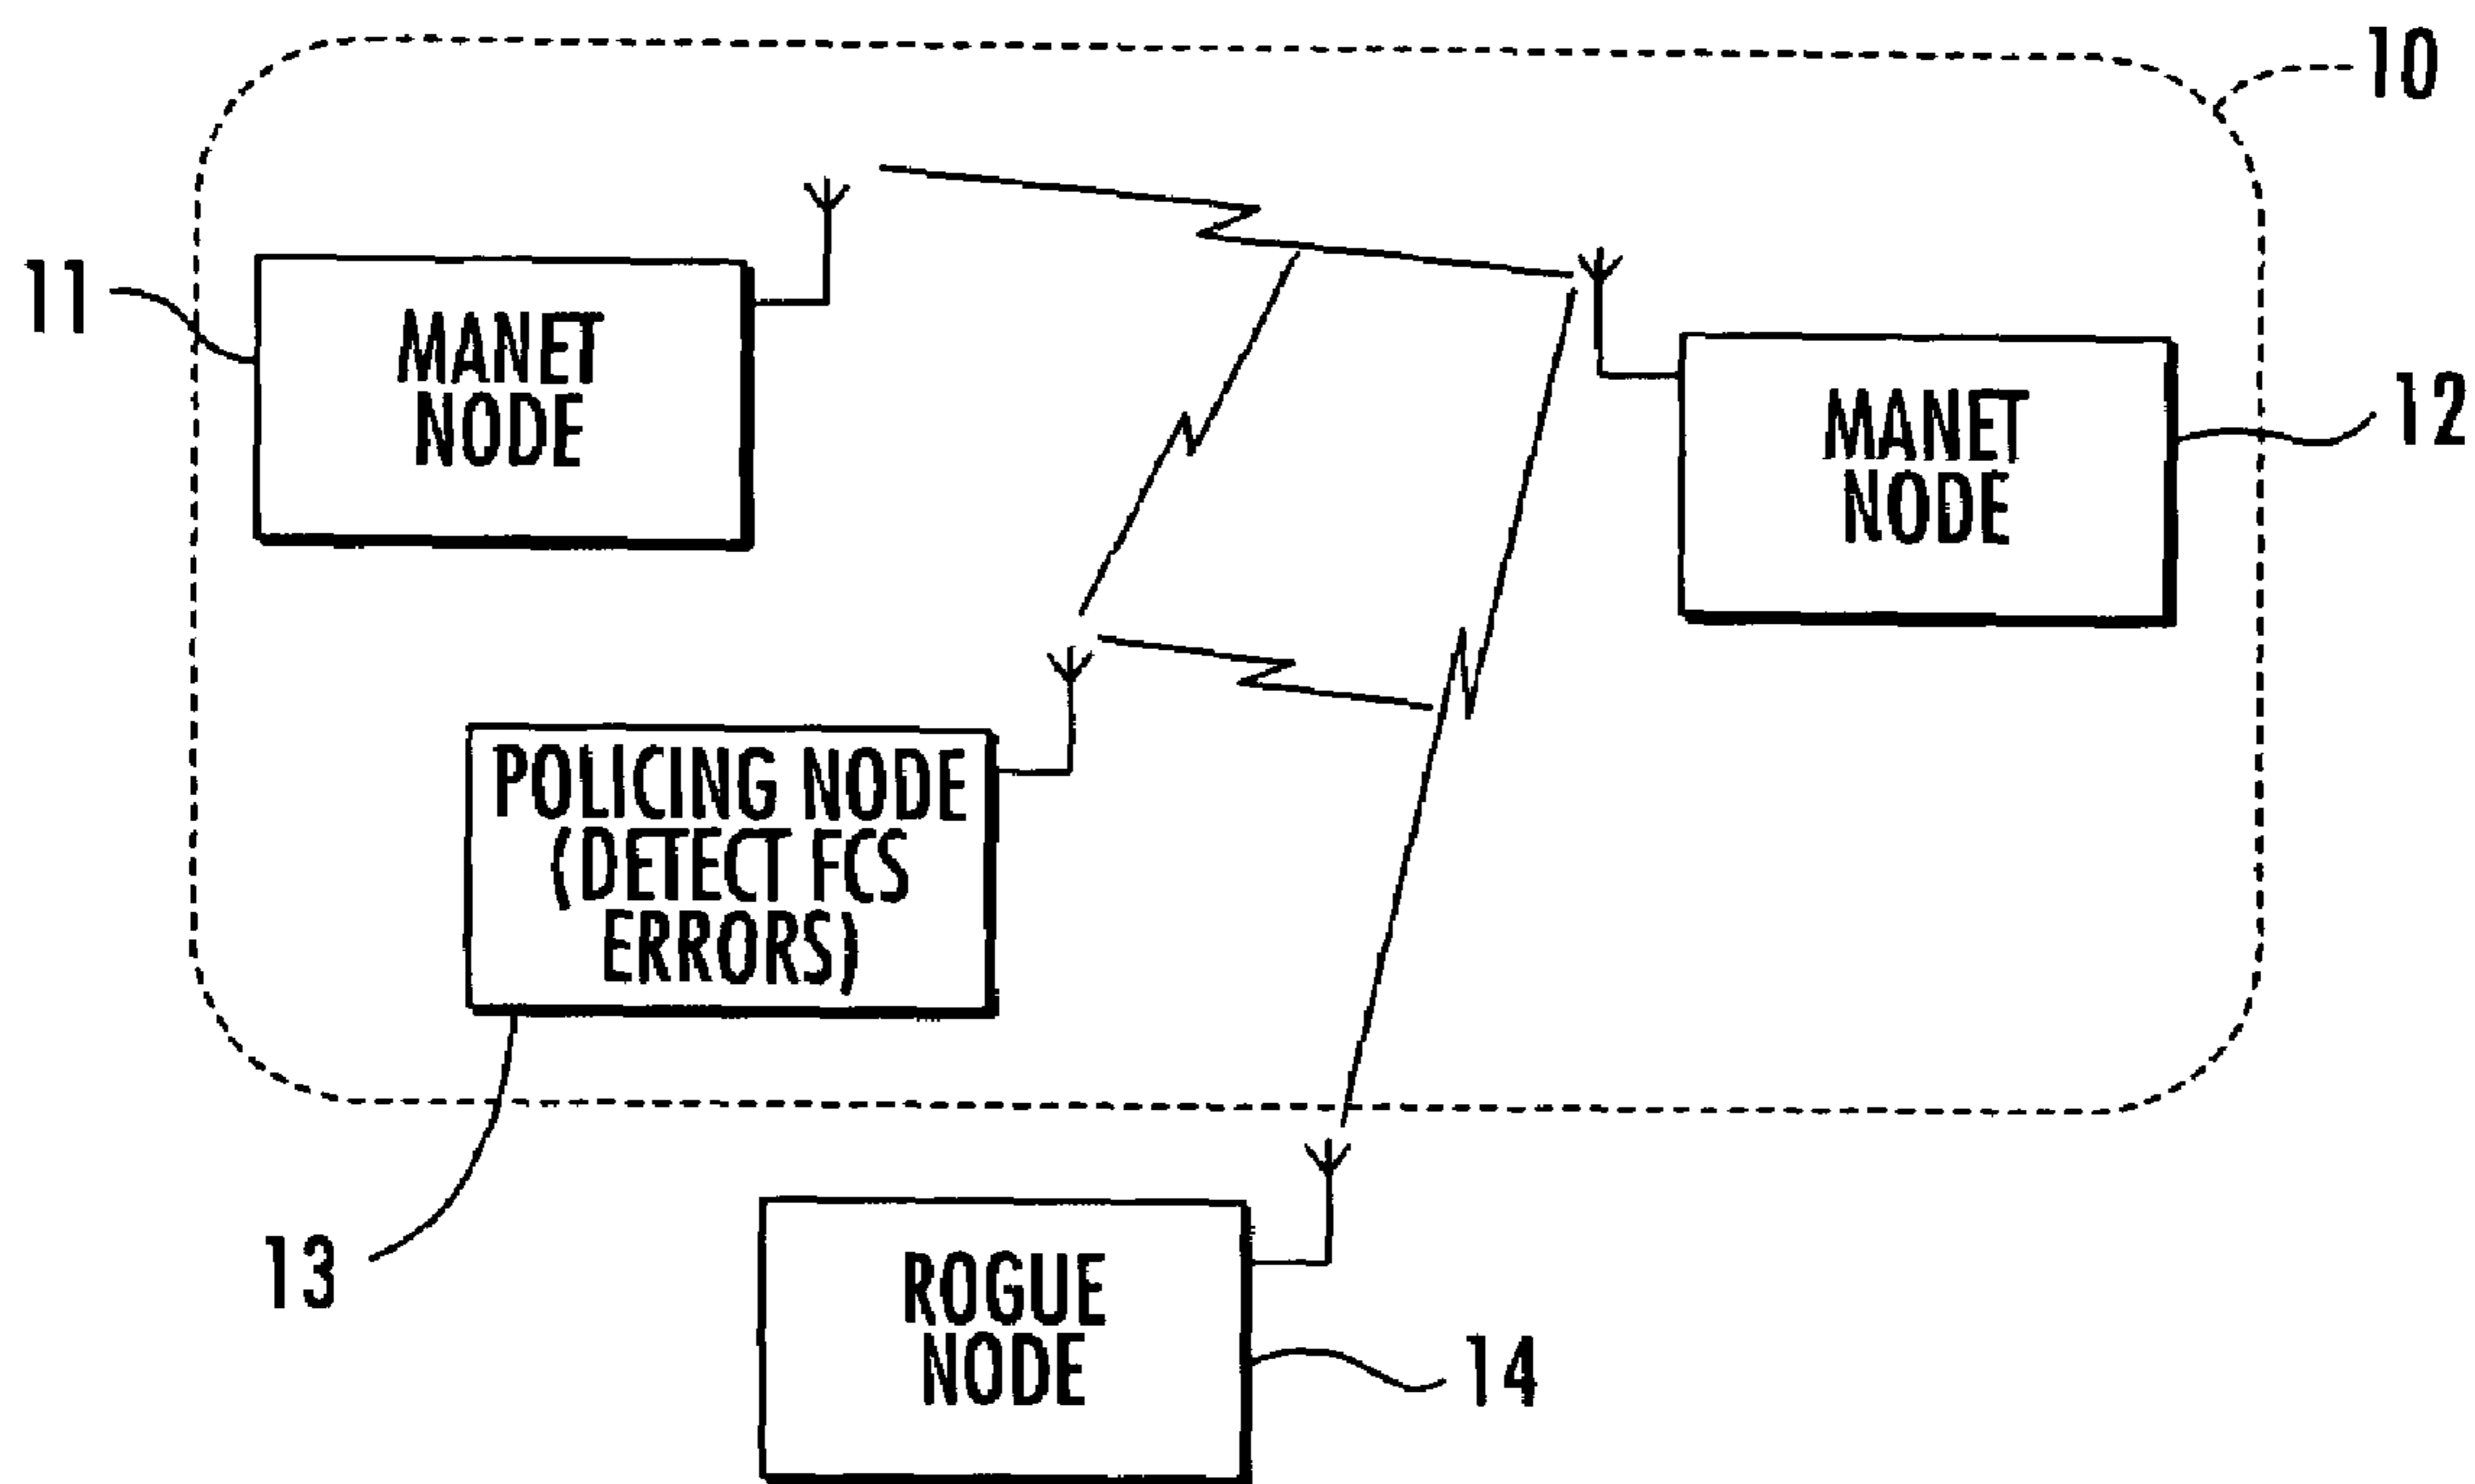 10
11
MANET
NODE
12
MANET
NODE
POLICING NODE
(DETECT FCS
ERRORS)
13
ROGUE
NODE
14